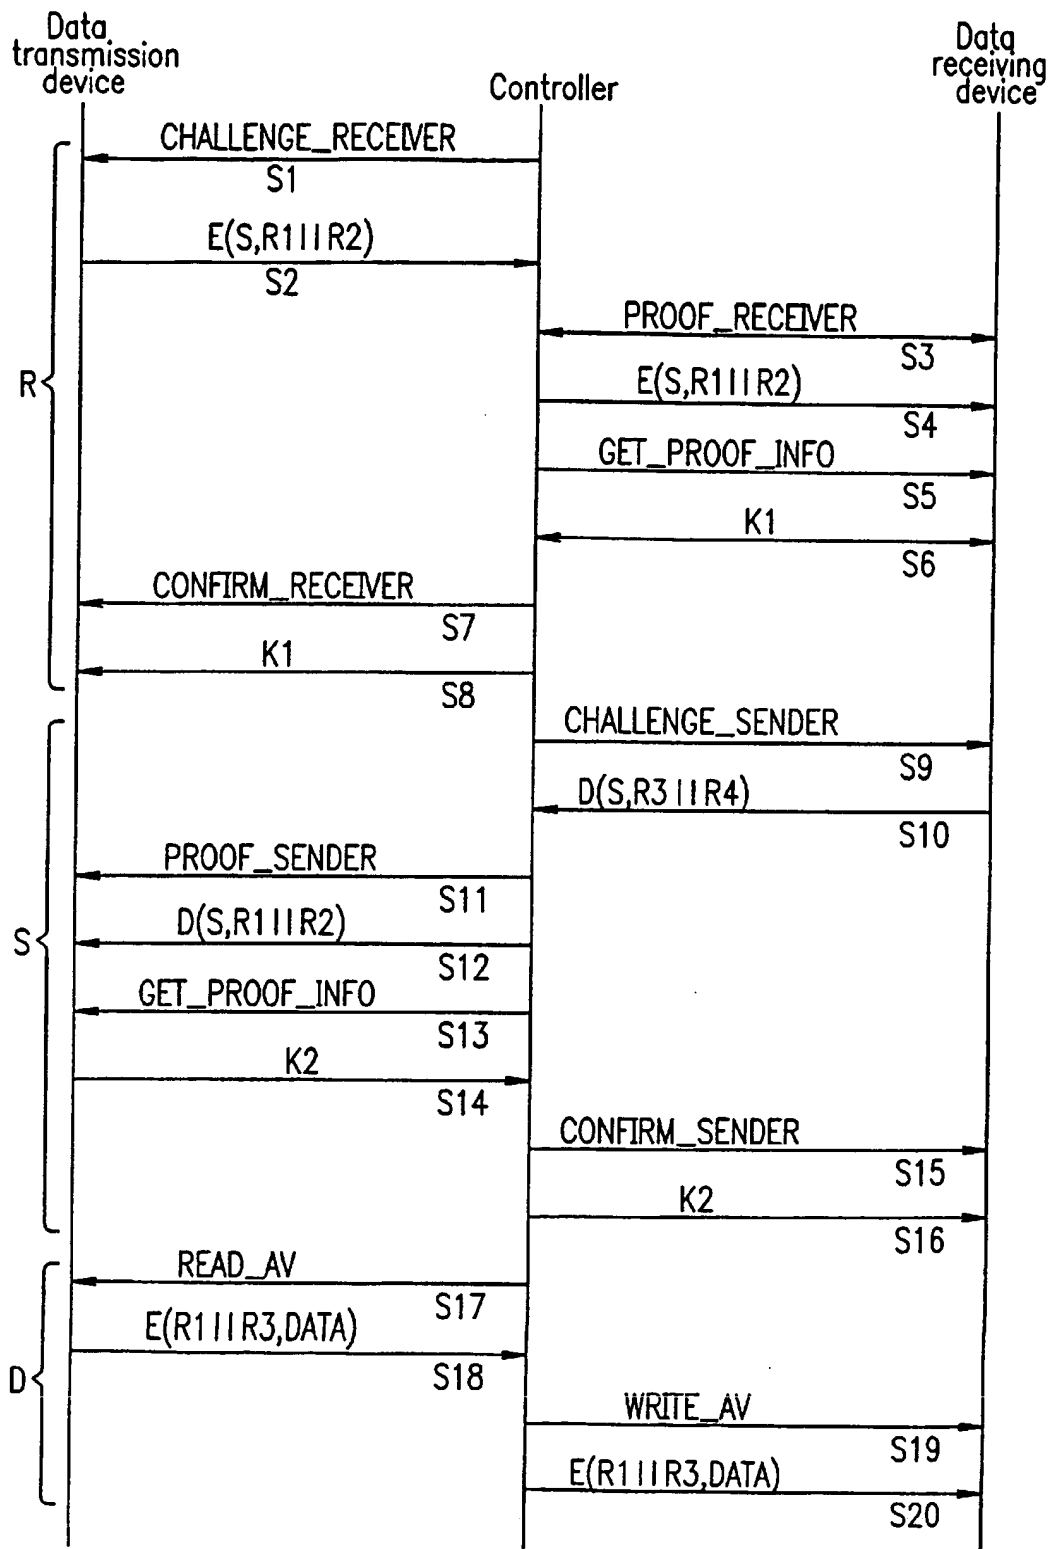 Data
transmission
device
Controller
Data
receiving
device
CHALLENGE_RECEIVER
S1
E(S,R1||R2)
S2
PROOF_RECEIVER
S3
R
E(S,R1||R2)
S4
GET_PROOF_INFO
S5
K1
S6
CONFIRM_RECEIVER
S7
K1
S8
CHALLENGE_SENDER
S9
D(S,R3||R4)
S10
PROOF_SENDER
S11
S
D(S,R1||R2)
S12
GET_PROOF_INFO
S13
K2
S14
CONFIRM_SENDER
S15
K2
S16
READ_AV
S17
E(R1||R3,DATA)
S18
D
WRITE_AV
S19
E(R1||R3,DATA)
S20